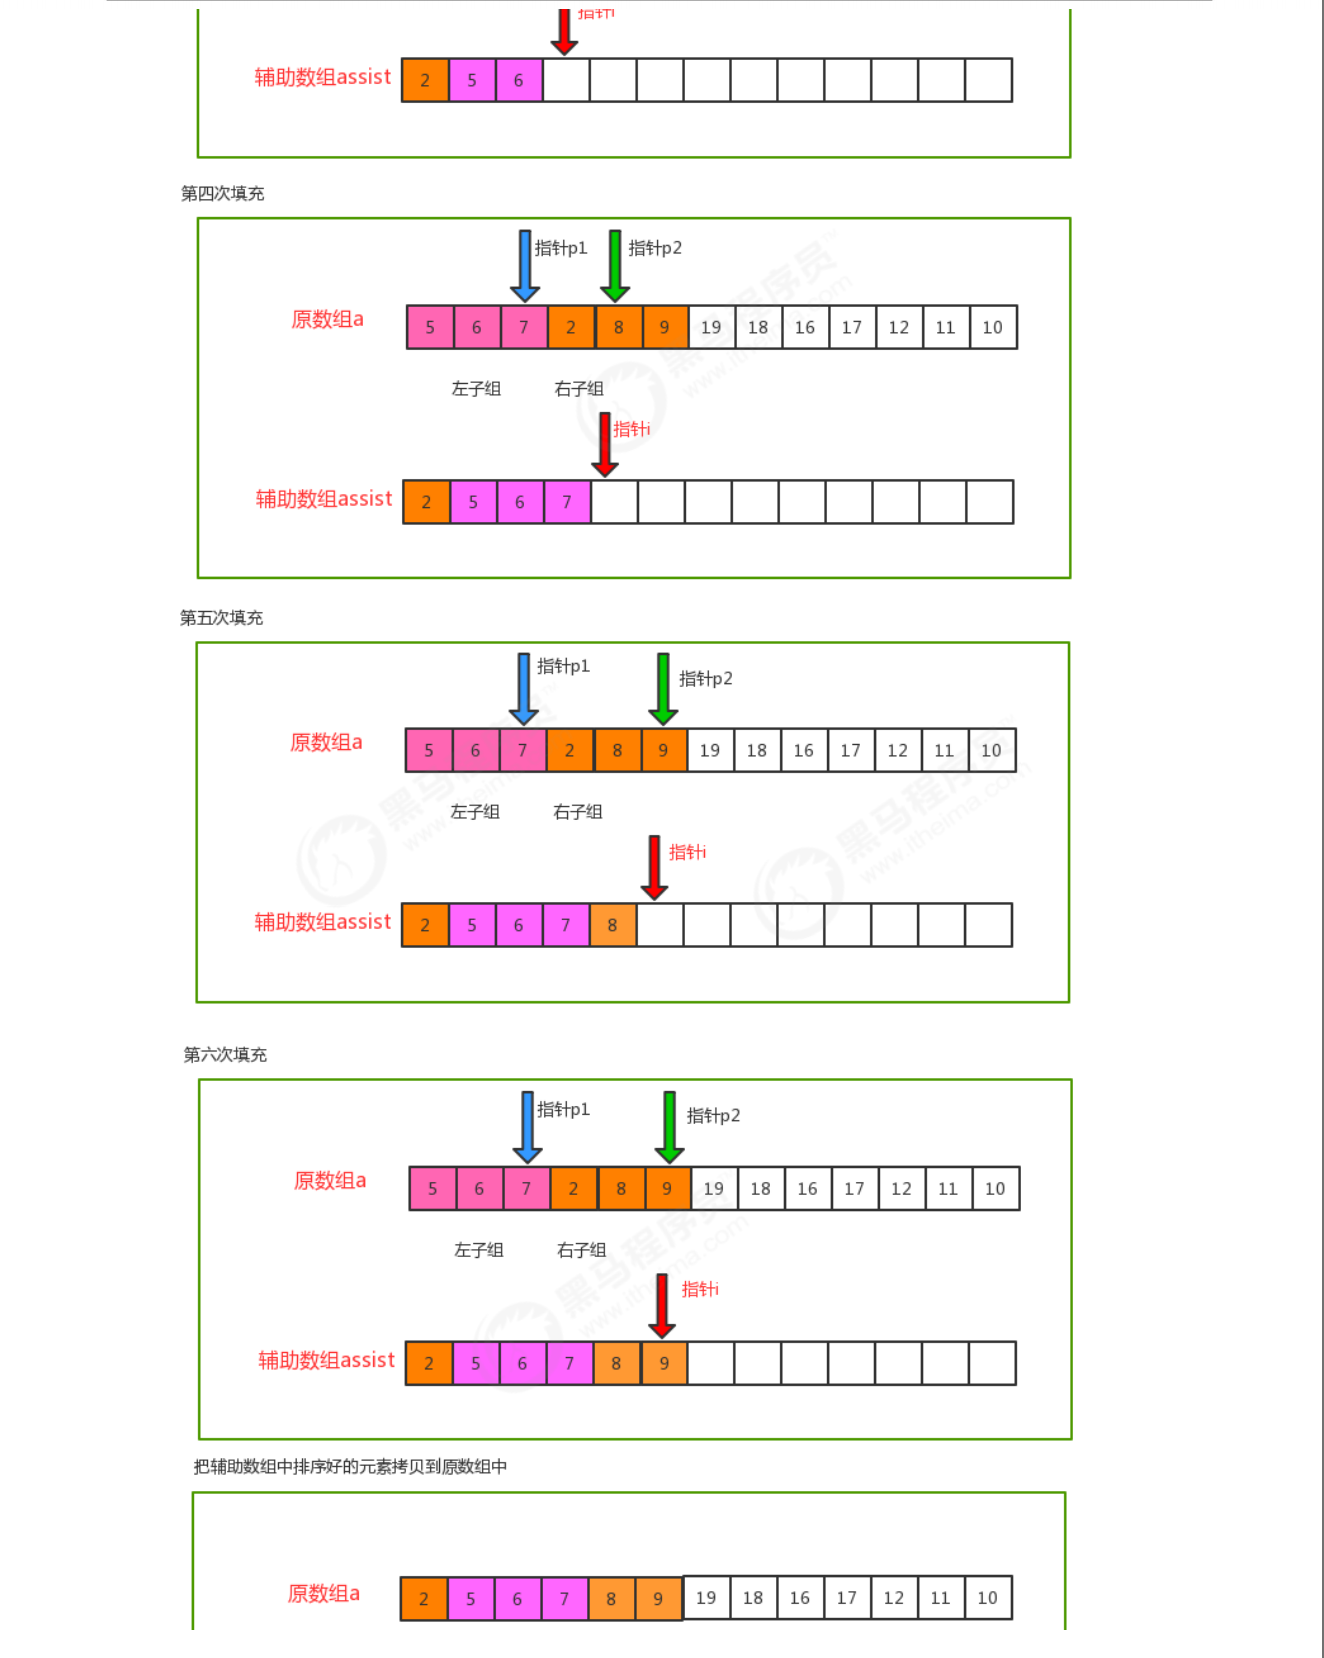 指针i
辅助数组assist 2 5 6
第四次填充
指针p1 指针p2
原数组a 5 6 7 2 8 9 19 18 16 17 12 11 10
左子组 右子组
指针i
辅助数组assist 2 5 6 7
第五次填充
指针p1 指针p2
原数组a 5 6 7 2 8 9 19 18 16 17 12 11 10
左子组 右子组
指针i
辅助数组assist 2 5 6 7 8
第六次填充
指针p1 指针p2
原数组a 5 6 7 2 8 9 19 18 16 17 12 11 10
左子组 右子组
指针i
辅助数组assist 2 5 6 7 8 9
把辅助数组中排序好的元素拷贝到原数组中
原数组a 2 5 6 7 8 9 19 18 16 17 12 11 10
黑马程序员
www.itheima.com